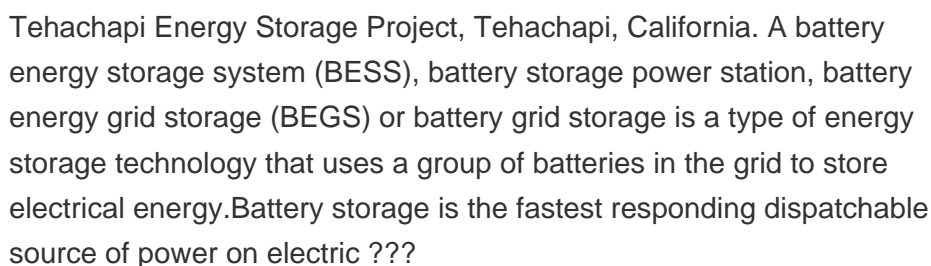 Tehachapi Energy Storage Project, Tehachapi, California. A battery
energy storage system (BESS), battery storage power station, battery
energy grid storage (BEGS) or battery grid storage is a type of energy
storage technology that uses a group of batteries in the grid to store
electrical energy.Battery storage is the fastest responding dispatchable
source of power on electric ???